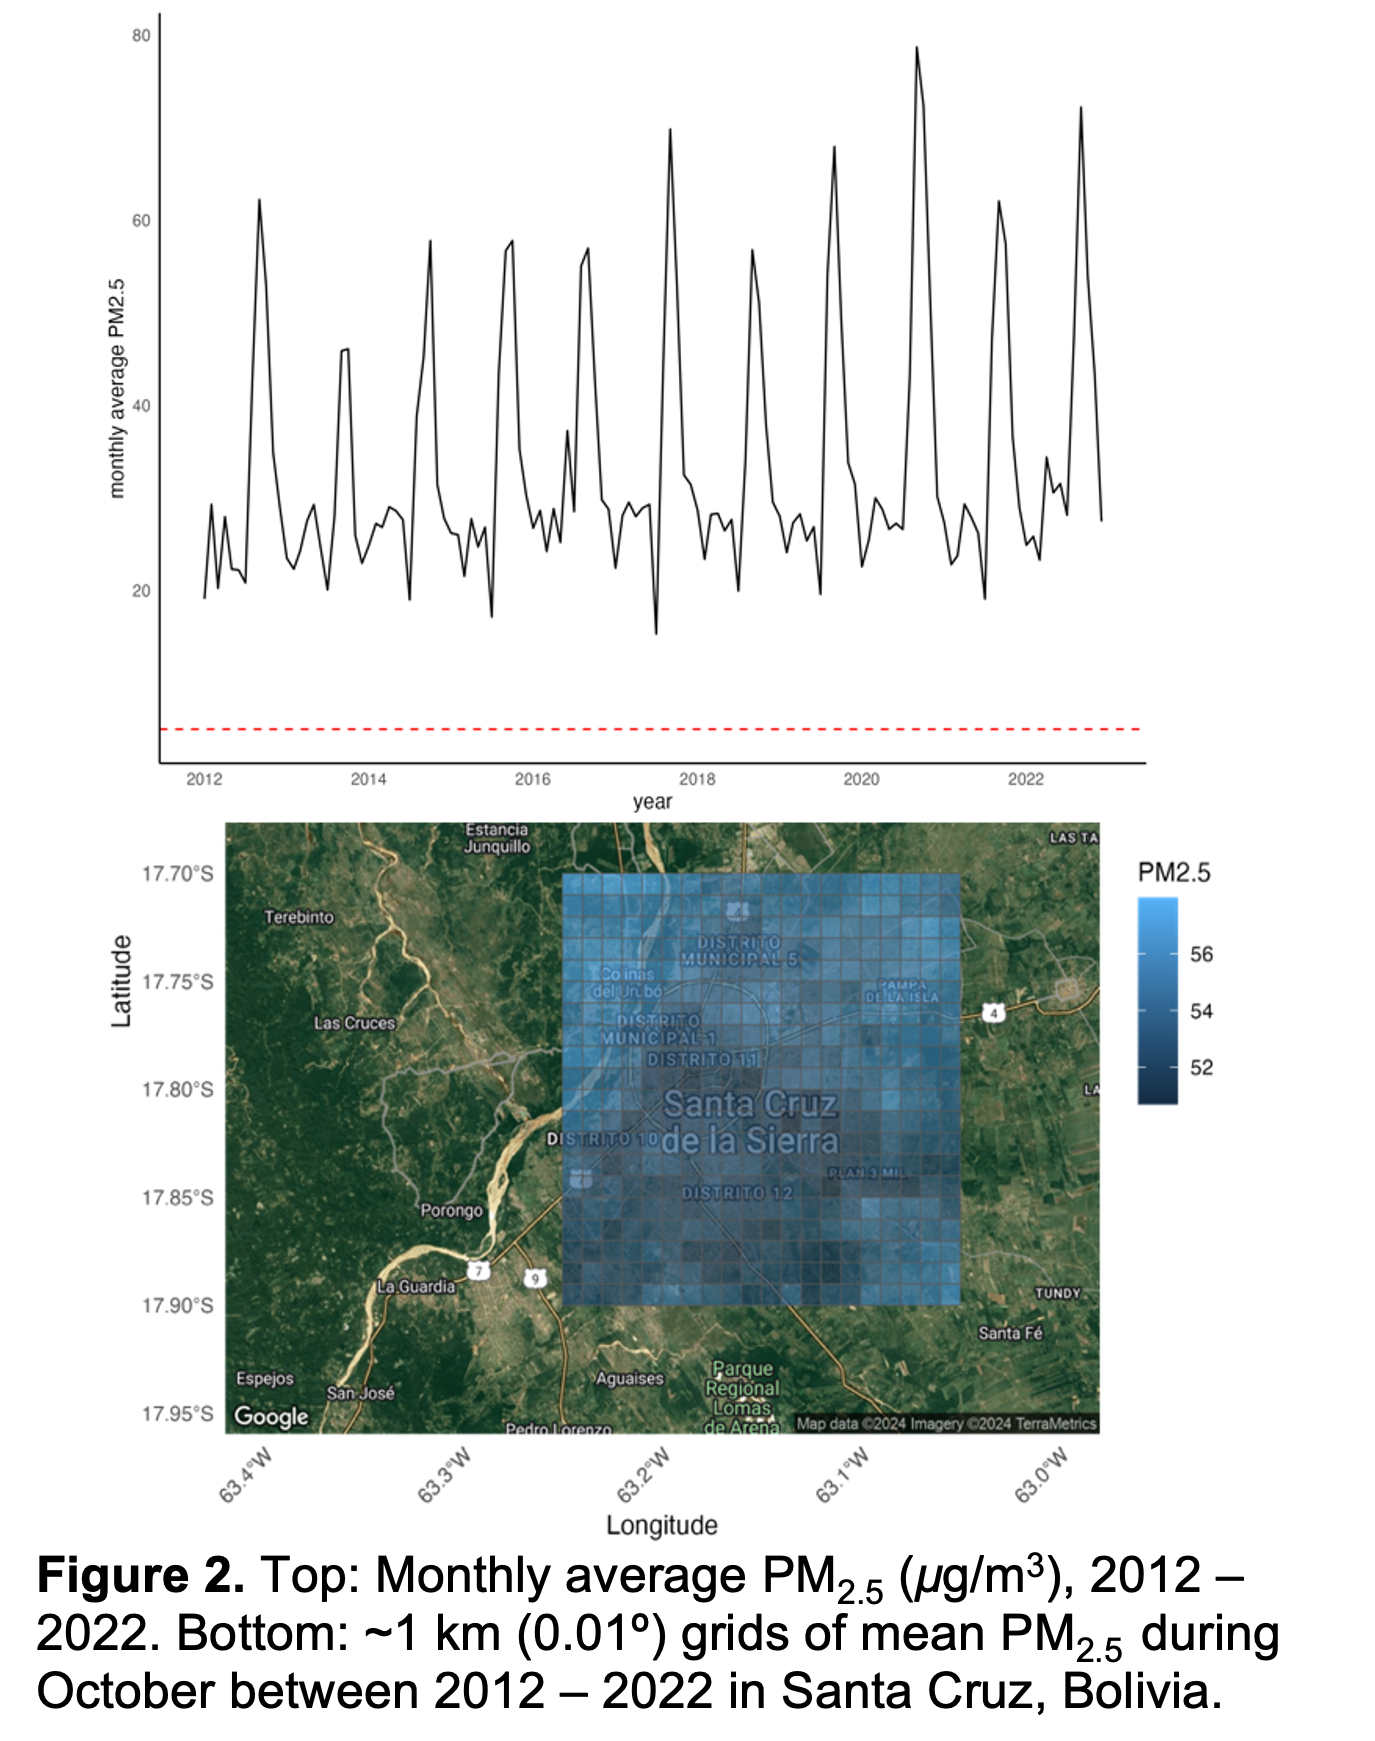 80
60
40
20
monthly average PM2.5
2012 2014 2016 2018 2020 2022
year
Estancia
Junquillo
LAS TA
17.70°S
PM2.5
Terebinto
4
DISTRITO
MUNICIPAL 5
56
17.75°S
Colinas
del Urubó
PAMPA
DE LA ISLA
Latitude
4
54
Las Cruces
DISTRITO
MUNICIPAL 1
DISTRITO 11
52
17.80°S
LA
Santa Cruz
de la Sierra
DISTRITO 10
PLAN 3 MIL
17.85°S
DISTRITO 12
Porongo
7
9
La Guardia
17.90°S
TUNDY
Santa Fé
Espejos
San José
Aguaises
Parque
Regional
Lomas
de Arena
17.95°S
Google
Pedro Lorenzo
Map data ©2024 Imagery ©2024 TerraMetrics
63.4°W 63.3°W 63.2°W 63.1°W 63.0°W
Longitude
Figure 2. Top: Monthly average PM2.5 (µg/m³), 2012 –
2022. Bottom: ~1 km (0.01º) grids of mean PM2.5 during
October between 2012 – 2022 in Santa Cruz, Bolivia.